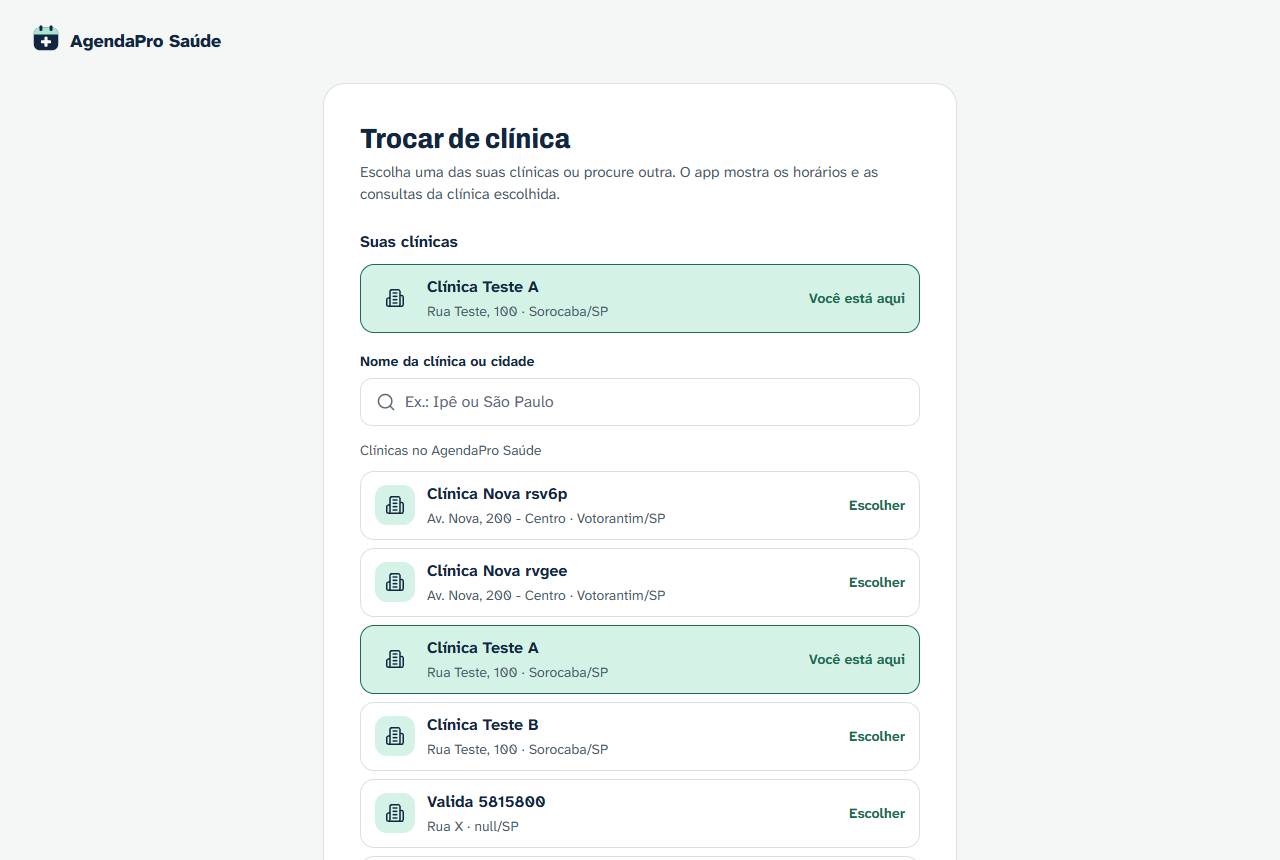 AgendaPro Saúde
Trocar de clínica
Escolha uma das suas clínicas ou procure outra. O app mostra os horários e as
consultas da clínica escolhida.
Suas clínicas
Clínica Teste A
Rua Teste, 100 · Sorocaba/SP
Você está aqui
Nome da clínica ou cidade
Ex.: Ipê ou São Paulo
Clínicas no AgendaPro Saúde
Clínica Nova rsv6p
Av. Nova, 200 - Centro · Votorantim/SP
Escolher
Clínica Nova rvgee
Av. Nova, 200 - Centro · Votorantim/SP
Escolher
Clínica Teste A
Rua Teste, 100 · Sorocaba/SP
Você está aqui
Clínica Teste B
Rua Teste, 100 · Sorocaba/SP
Escolher
Valida 5815800
Rua X · null/SP
Escolher